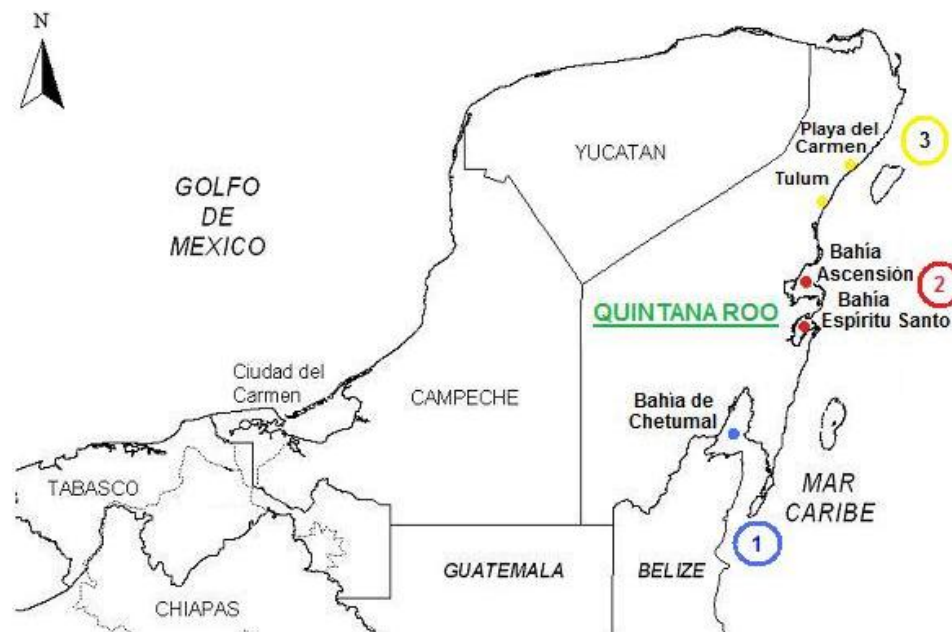 N
Playa del
Carmen
3
YUCATAN
Tulum
GOLFO
DE
MEXICO
Bahía
Ascensión
2
Bahía
Espíritu Santo
QUINTANA ROO
Ciudad del
Carmen
CAMPECHE
Bahía de
Chetumal
MAR
CARIBE
TABASCO
1
GUATEMALA
BELIZE
CHIAPAS